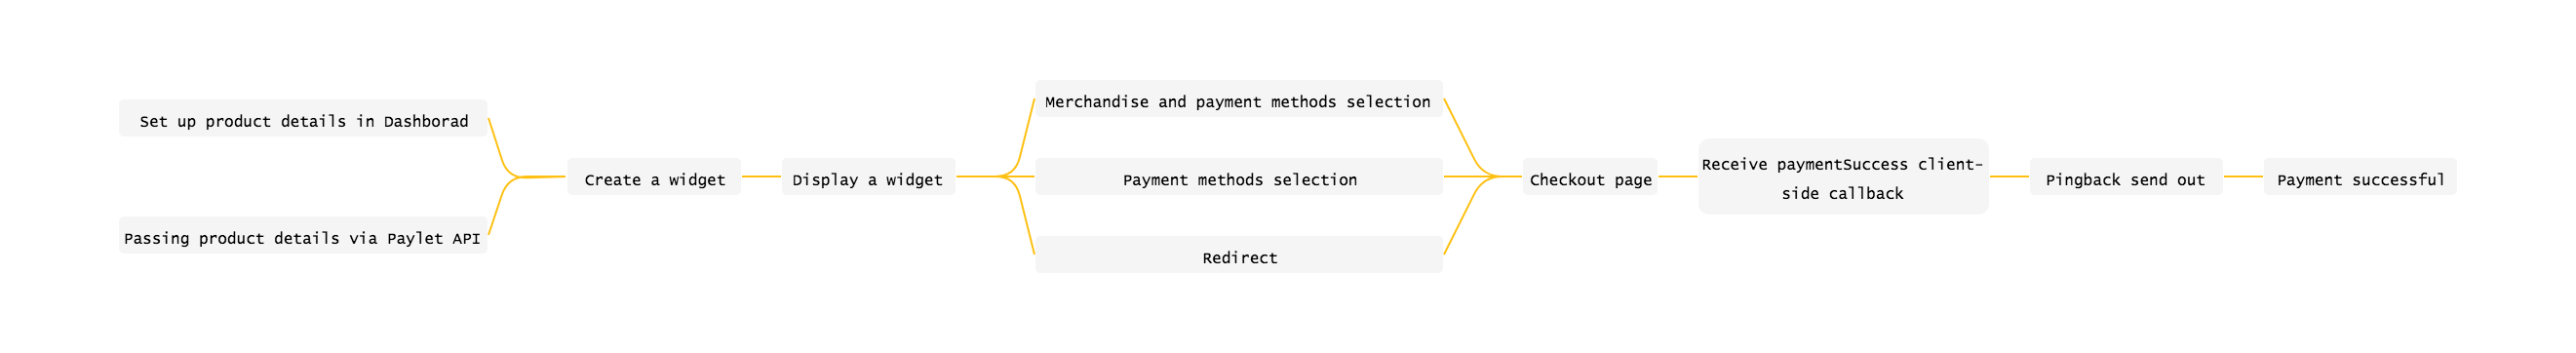 Set up product details in Dashborad
Passing product details via Paylet API
Create a widget
Display a widget
Merchandise and payment methods selection
Payment methods selection
Redirect
Checkout page
Receive paymentSuccess client-
side callback
Pingback send out
Payment successful